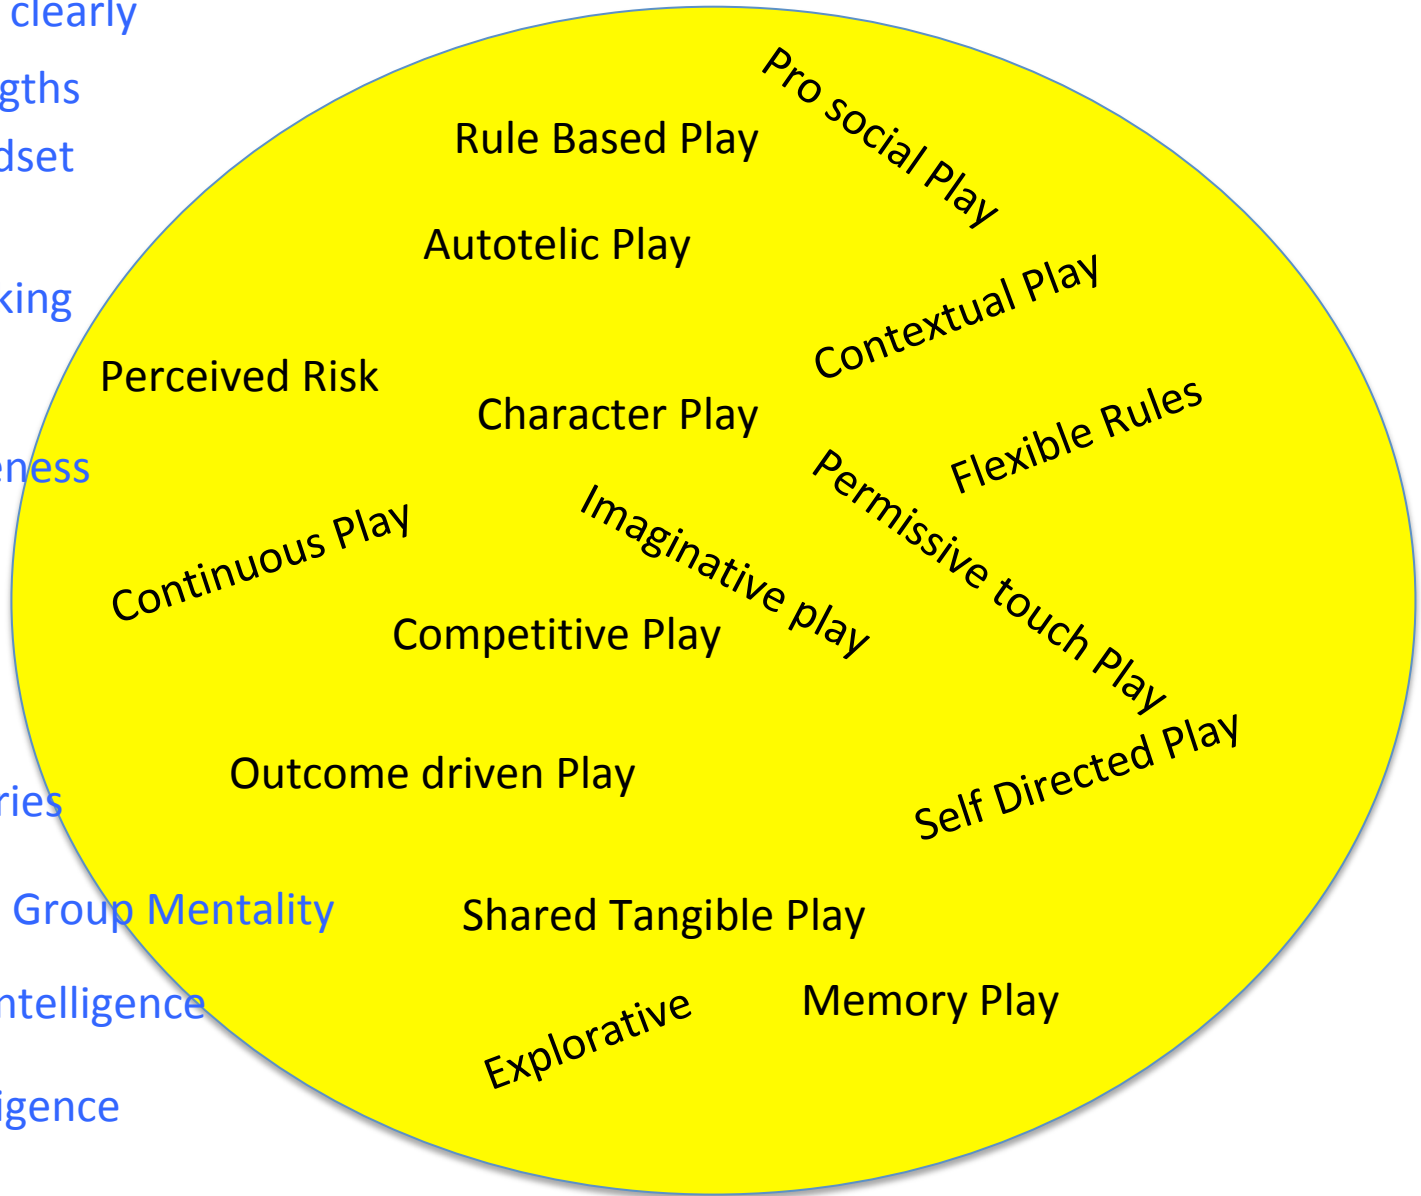 clearly
Pro social Play
gths
Rule Based Play
dset
Autotelic Play
Contextual Play
king
Perceived Risk
Character Play
Flexible Rules
eness
Permissive touch Play
Imaginative play
Continuous Play
Competitive Play
Outcome driven Play
Self Directed Play
ries
Group Mentality
Shared Tangible Play
ntelligence
Memory Play
Explorative
igence